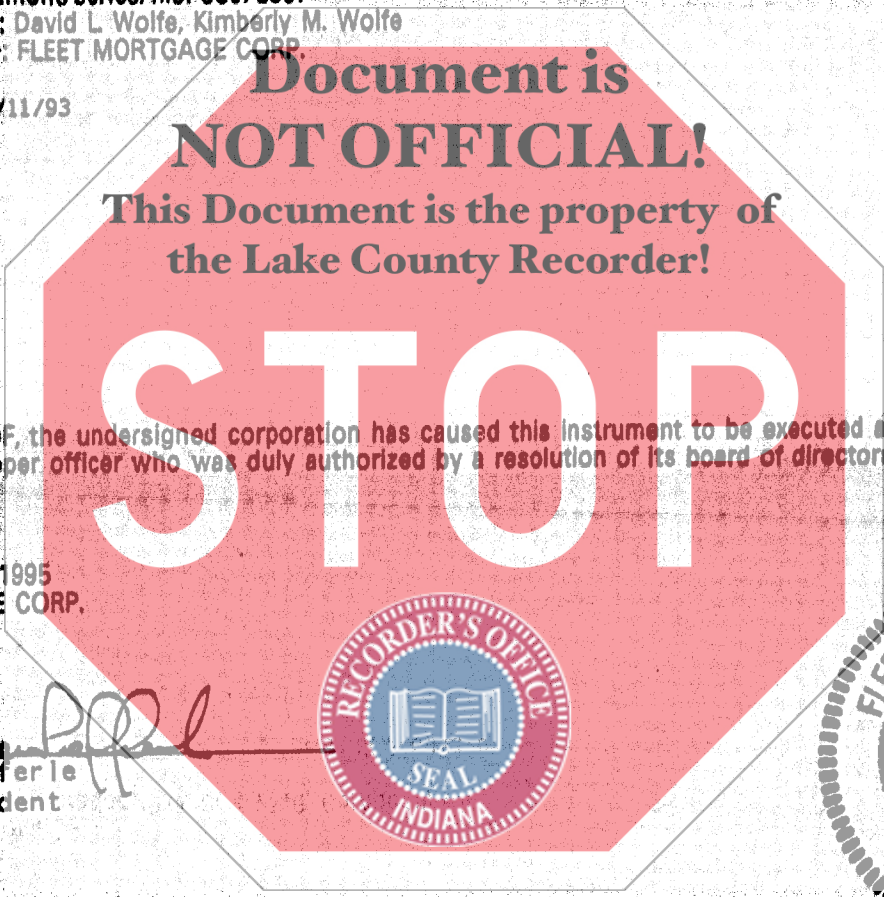 : David L. Wolfe, Kimberly M. Wolfe
: FLEET MORTGAGE CORP.
Document is
/11/93
NOT OFFICIAL!
This Document is the property of
the Lake County Recorder!
STOP
F, the undersigned corporation has caused this instrument to be executed a
per officer who was duly authorized by a resolution of its board of director
1995
CORP.
RECORDER'S OFFICE
SEAL
INDIANA
FLE
erie
dent